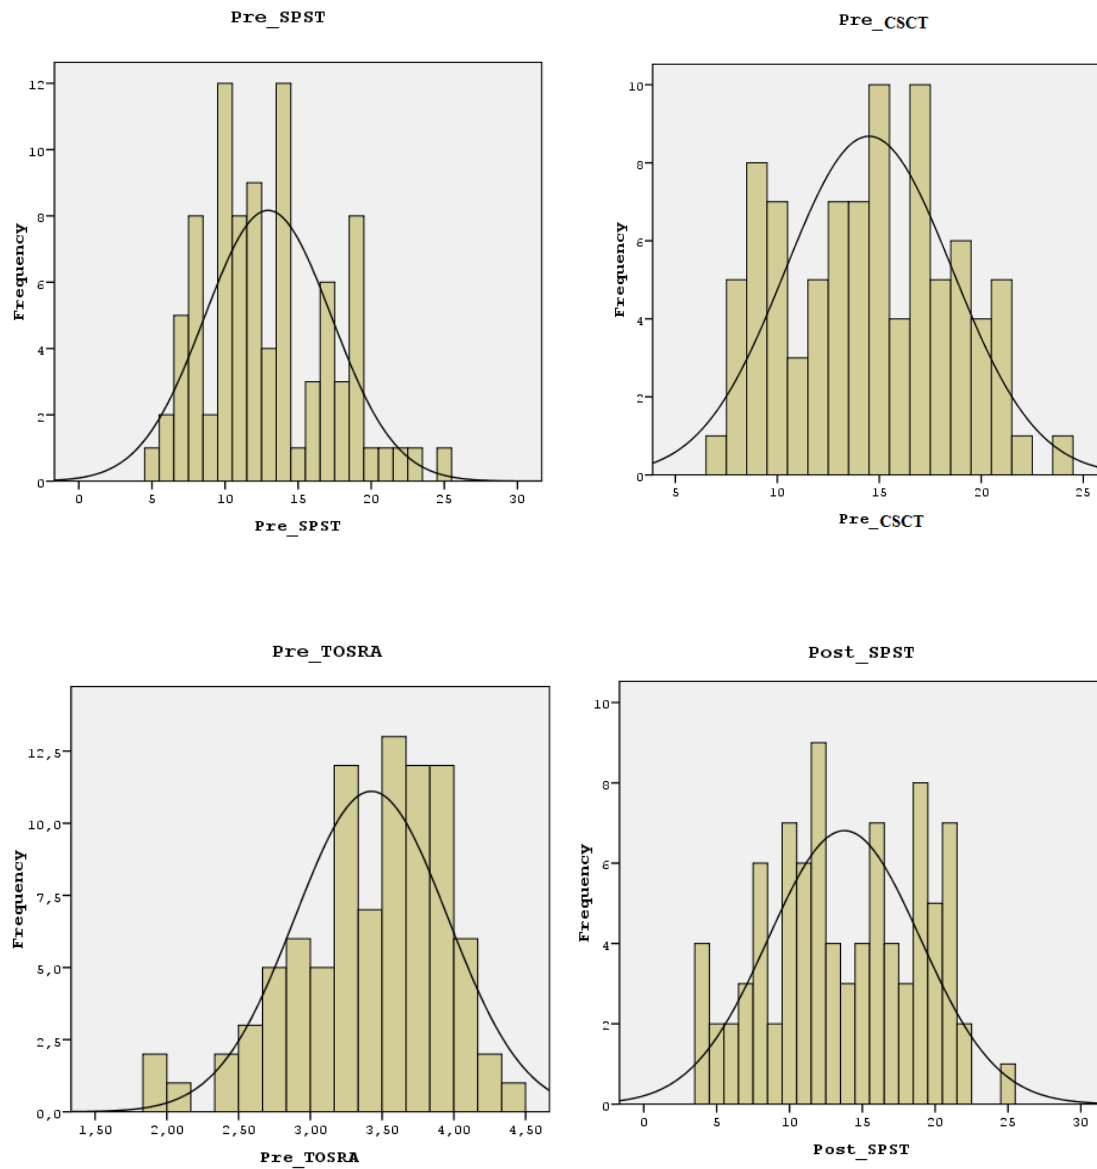 Pre_SPST
Frequency
12
10
8
6
4
2
0
0 5 10 15 20 25 30
Pre_SPST
Pre_CSCT
Frequency
10
8
6
4
2
0
5 10 15 20 25
Pre_CSCT
Pre_TOSRA
Frequency
12,5
10,0
7,5
5,0
2,5
0,0
1,50 2,00 2,50 3,00 3,50 4,00 4,50
Pre_TOSRA
Post_SPST
Frequency
10
8
6
4
2
0
0 5 10 15 20 25 30
Post_SPST